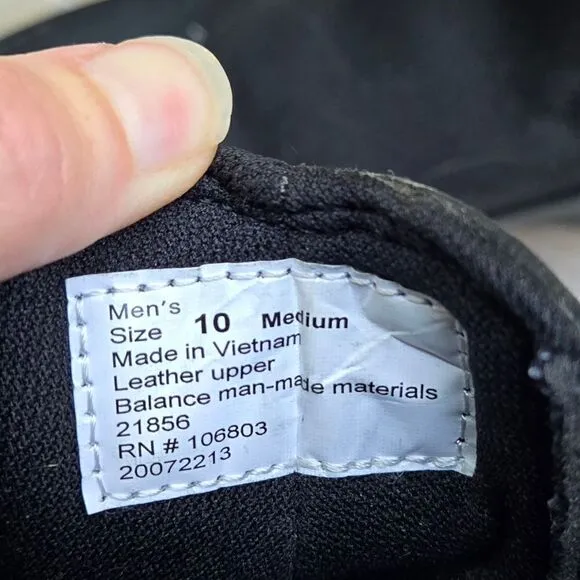 Men's
Size 10 Medium
Made in Vietnam
Leather upper
Balance man-made materials
21856
RN # 106803
20072213